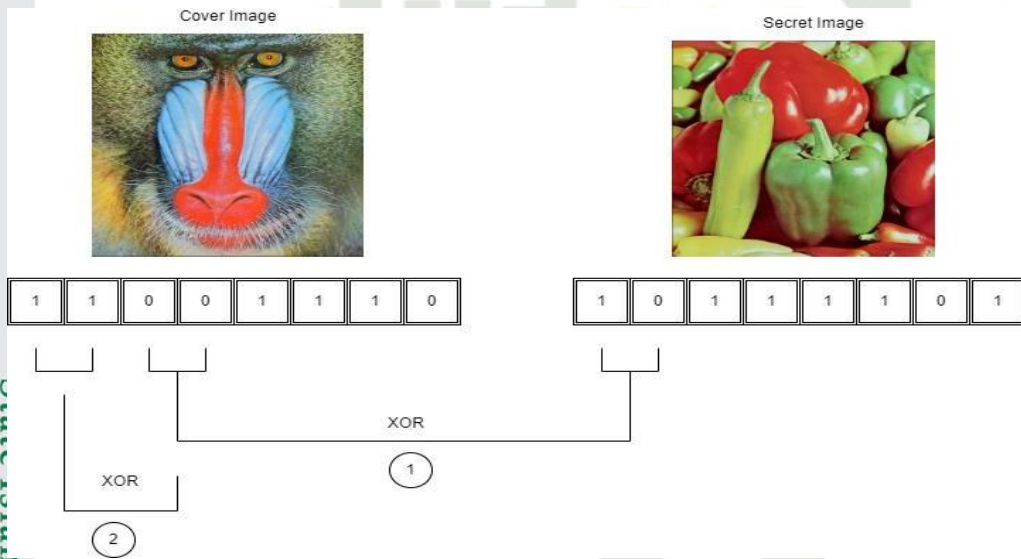 Cover Image
Secret Image
1 1 0 0 1 1 1 0
1 0 1 1 1 1 0 1
XOR
1
XOR
2